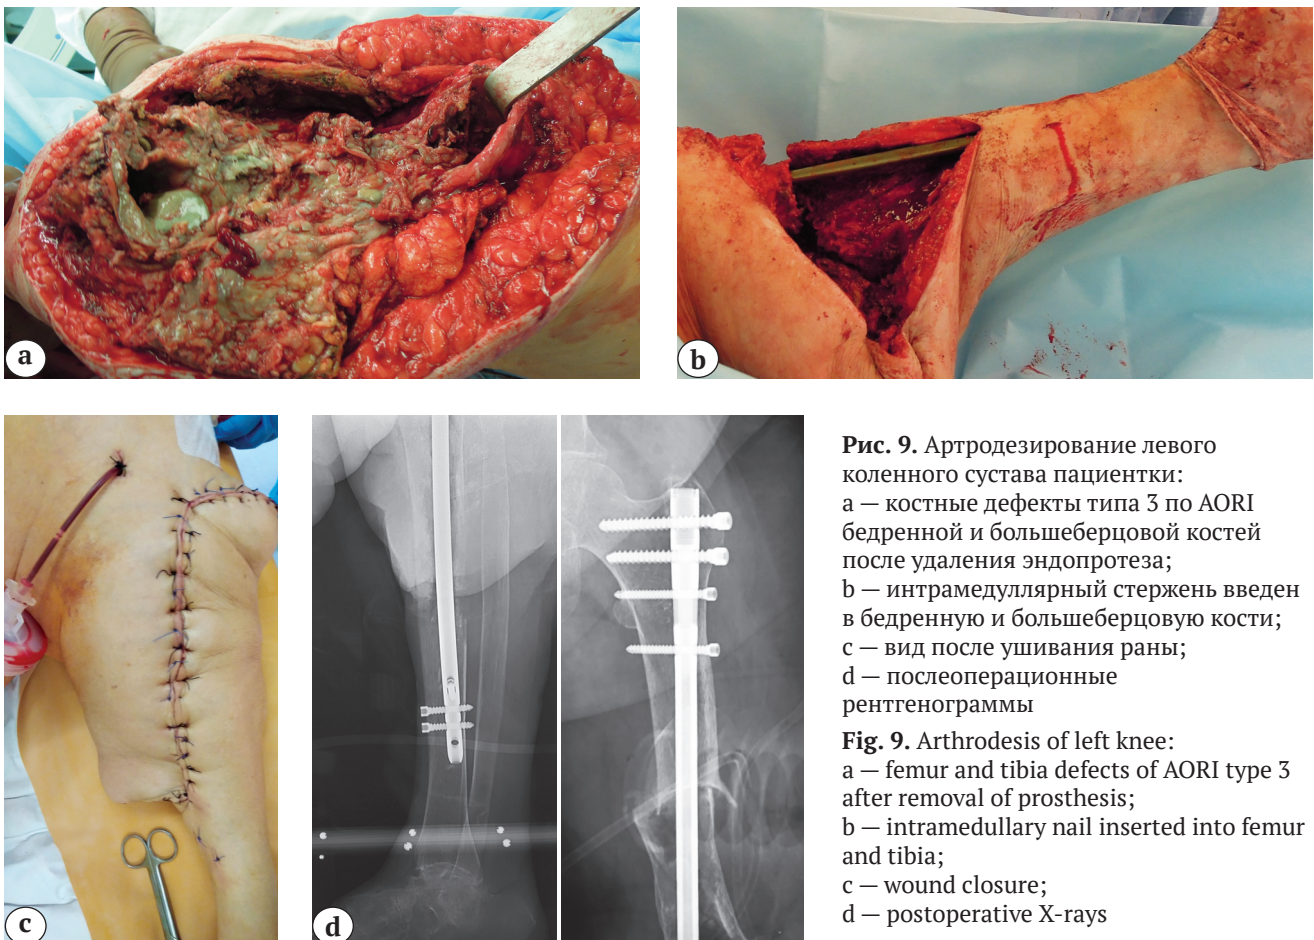 a
b
c
d
Рис. 9. Артродезирование левого
коленного сустава пациентки:
a — костные дефекты типа 3 по AORI
бедренной и большеберцовой костей
после удаления эндопротеза;
b — интрамедуллярный стержень введен
в бедренную и большеберцовую кости;
c — вид после ушивания раны;
d — послеоперационные
рентгенограммы
Fig. 9. Arthrodesis of left knee:
a — femur and tibia defects of AORI type 3
after removal of prosthesis;
b — intramedullary nail inserted into femur
and tibia;
c — wound closure;
d — postoperative X-rays